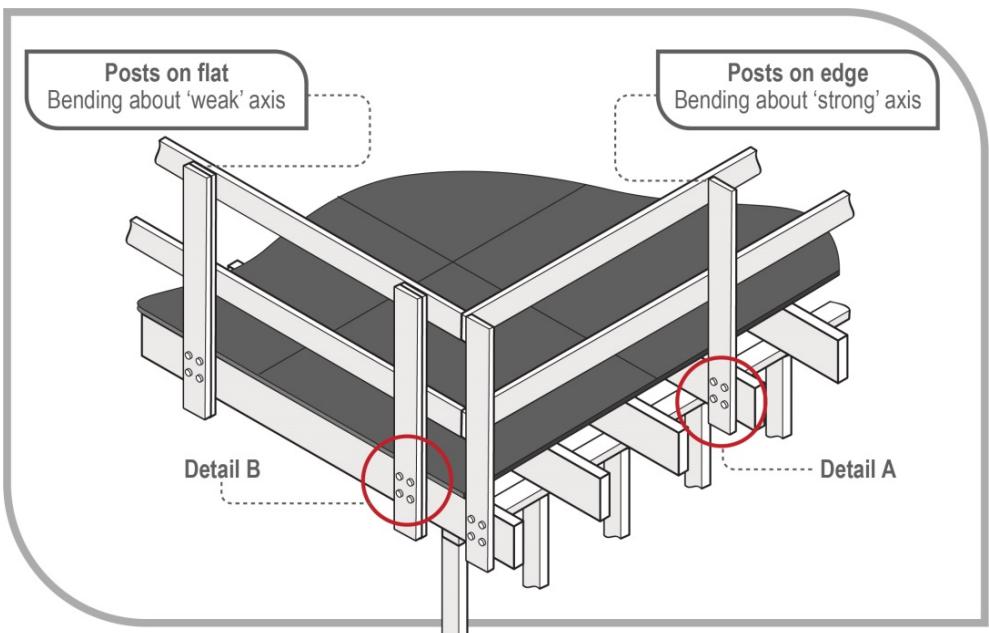 Posts on flat
Bending about ‘weak’ axis
Posts on edge
Bending about ‘strong’ axis
Detail B
Detail A